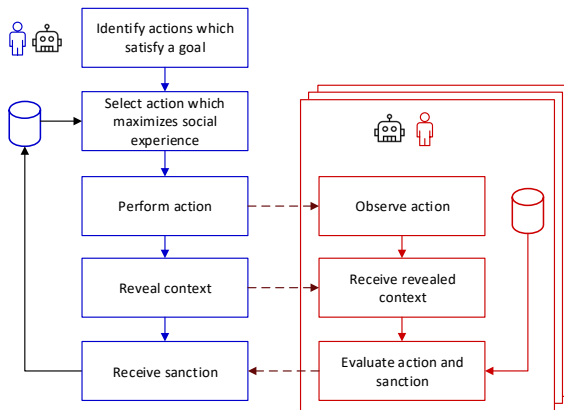 Identify actions which
satisfy a goal
Select action which
maximizes social
experience
Perform action
Observe action
Reveal context
Receive revealed
context
Receive sanction
Evaluate action and
sanction